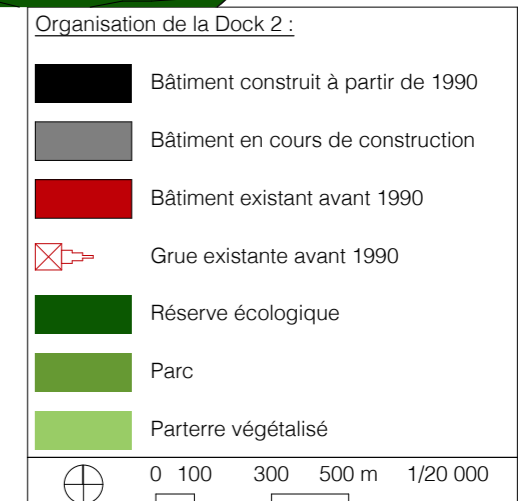 Organisation de la Dock 2 :
Bâtiment construit à partir de 1990
Bâtiment en cours de construction
Bâtiment existant avant 1990
Grue existante avant 1990
Réserve écologique
Parc
Parterre végétalisé
0 100 300 500 m 1/20 000